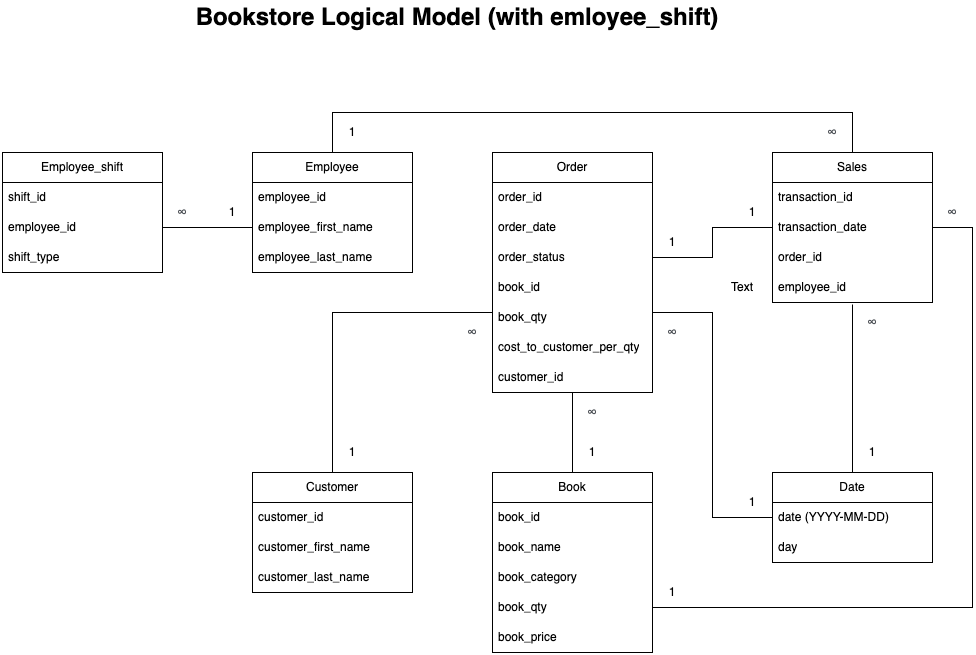 Bookstore Logical Model (with emloyee_shift)
1
∞
Employee_shift
shift_id
employee_id
shift_type
∞
1
Employee
employee_id
employee_first_name
employee_last_name
Order
order_id
order_date
order_status
book_id
book_qty
cost_to_customer_per_qty
customer_id
1
1
Text
Sales
transaction_id
transaction_date
order_id
employee_id
∞
∞
∞
∞
∞
1
1
1
1
Customer
customer_id
customer_first_name
customer_last_name
Book
book_id
book_name
book_category
book_qty
book_price
Date
date (YYYY-MM-DD)
day
1